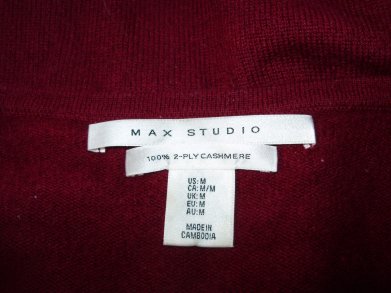 MAX STUDIO
100% 2-PLY CASHMERE
US: M
CA: M/M
UK: M
EU: M
AU: M
MADE IN
CAMBODIA